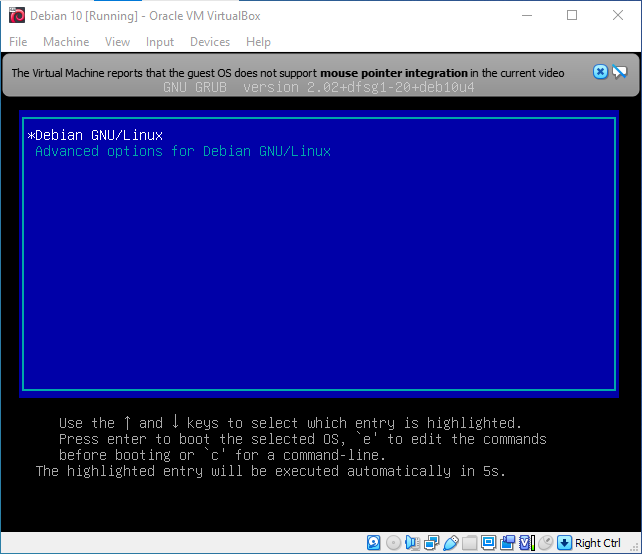 Debian 10 [Running] - Oracle VM VirtualBox
File Machine View Input Devices Help
The Virtual Machine reports that the guest OS does not support mouse pointer integration in the current video
GNU GRUB version 2.02+dfsg1-20+deb10u4
*Debian GNU/Linux
Advanced options for Debian GNU/Linux
Use the ↑ and ↓ keys to select which entry is highlighted.
Press enter to boot the selected OS, `e' to edit the commands
before booting or `c' for a command-line.
The highlighted entry will be executed automatically in 5s.
Right Ctrl